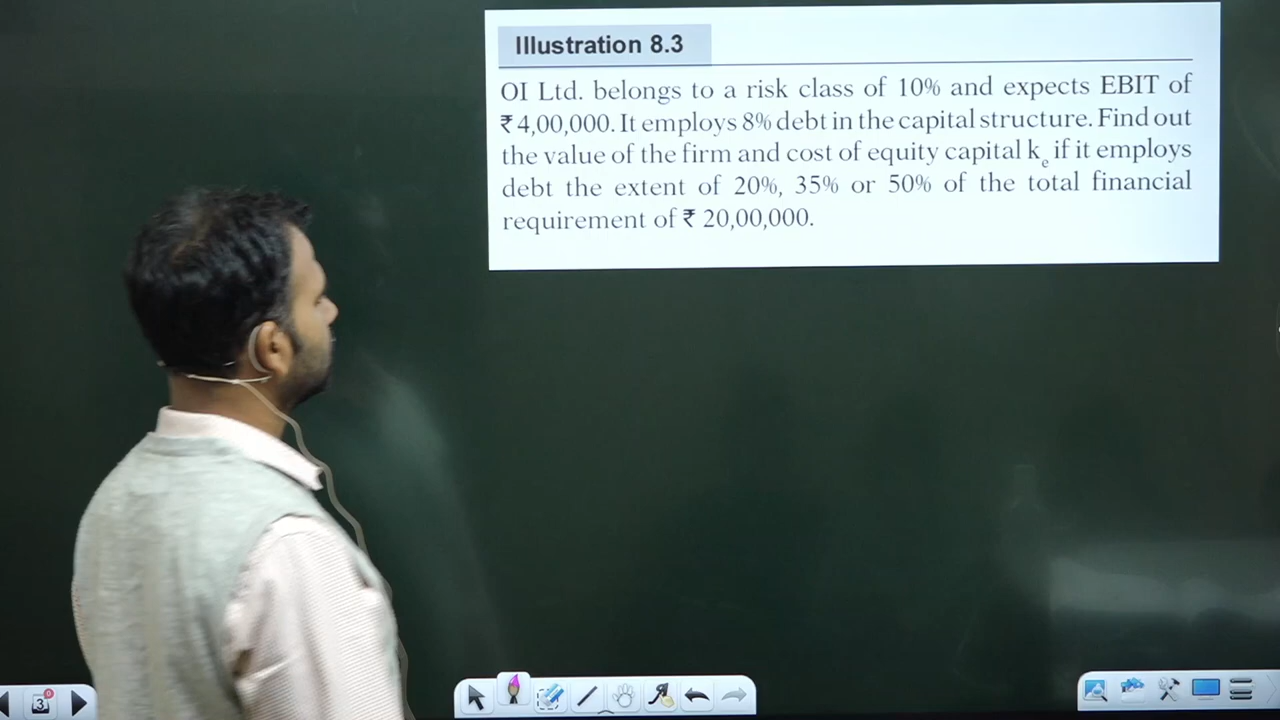 Illustration 8.3
OI Ltd. belongs to a risk class of 10% and expects EBIT of
₹ 4,00,000. It employs 8% debt in the capital structure. Find out
the value of the firm and cost of equity capital kₑ if it employs
debt the extent of 20%, 35% or 50% of the total financial
requirement of ₹ 20,00,000.
3
0